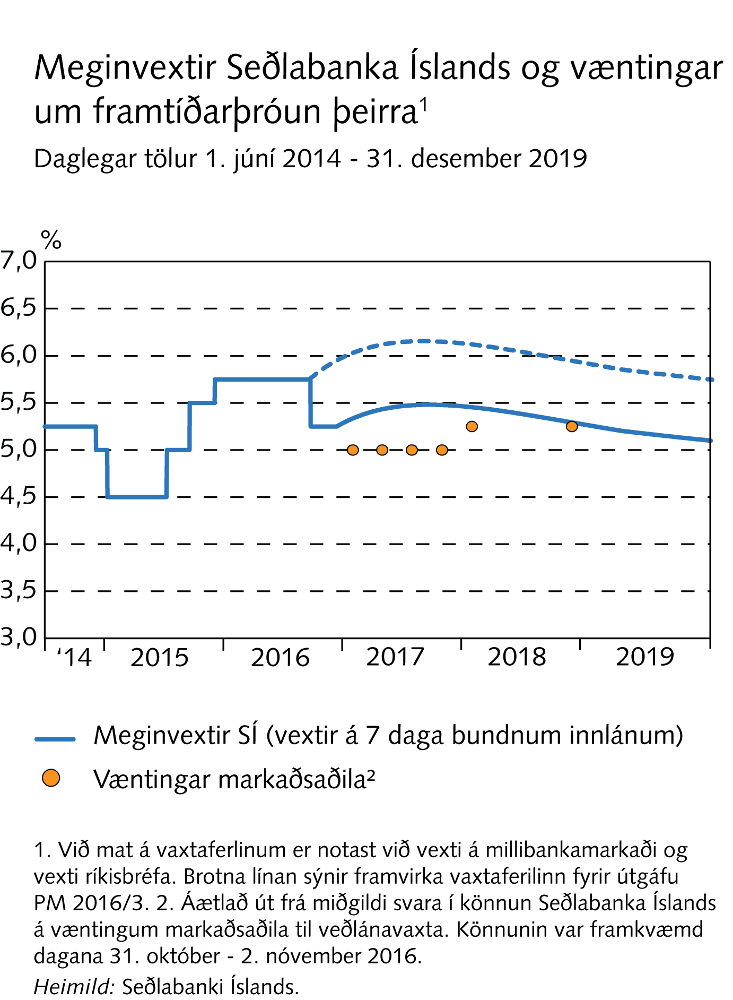 Meginvextir Seðlabanka Íslands og væntingar
um framtíðarþróun þeirra¹
Daglegar tölur 1. júní 2014 - 31. desember 2019
%
7,0
6,5
6,0
5,5
5,0
4,5
4,0
3,5
3,0
‘14 2015 2016 2017 2018 2019
Meginvextir SÍ (vextir á 7 daga bundnum innlánum)
Væntingar markaðsaðila²
1. Við mat á vaxtaferlinum er notast við vexti á millibankamarkaði og
vexti ríkisbréfa. Brotna línan sýnir framvirka vaxtaferilinn fyrir útgáfu
PM 2016/3. 2. Áætlað út frá miðgildi svara í könnun Seðlabanka Íslands
á væntingum markaðsaðila til veðlánavaxta. Könnunin var framkvæmd
dagana 31. október - 2. nóvember 2016.
Heimild: Seðlabanki Íslands.